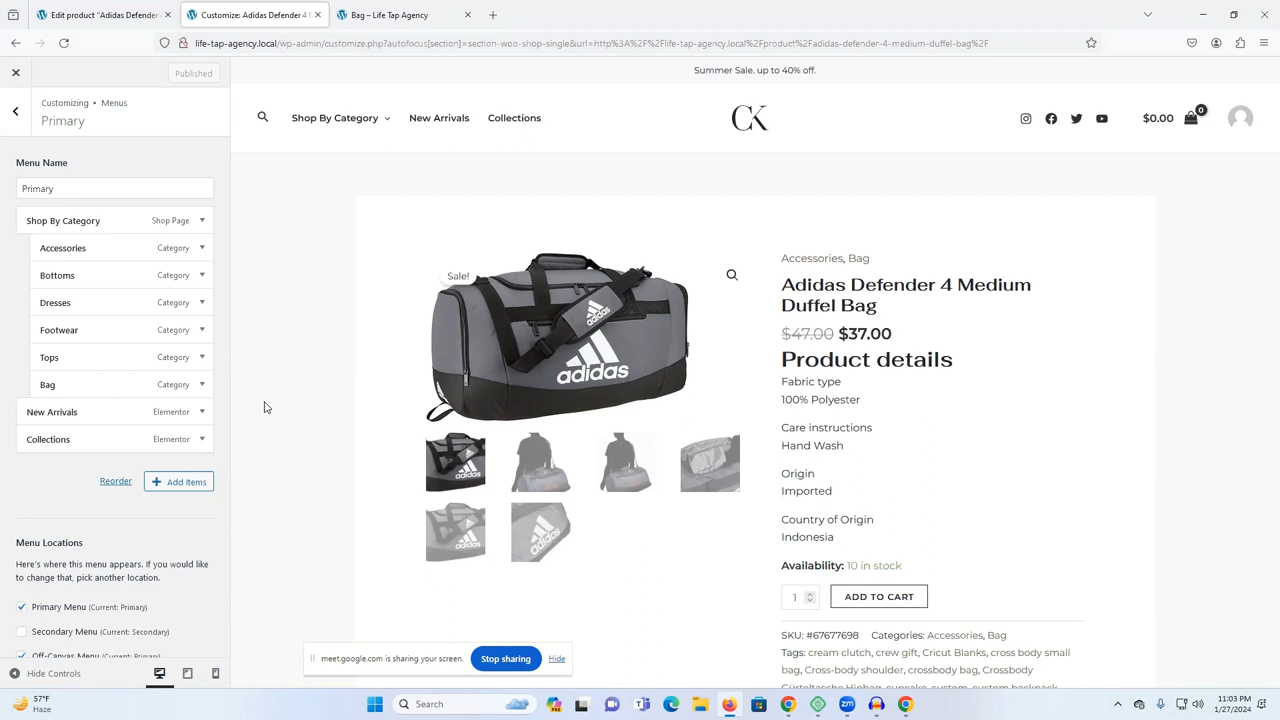 Edit product "Adidas Defender
Customize: Adidas Defender 4
Bag – Life Tap Agency
life-tap-agency.local/wp-admin/customize.php?autofocus[section]=section-woo-shop-single&url=http%3A%2F%2Flife-tap-agency.local%2Fproduct%2Fadidas-defender-4-medium-duffel-bag%2F
Published
Customizing ▸ Menus
Primary
Menu Name
Primary
Shop By Category Shop Page
Accessories Category
Bottoms Category
Dresses Category
Footwear Category
Tops Category
Bag Category
New Arrivals Elementor
Collections Elementor
Reorder + Add Items
Menu Locations
Here's where this menu appears. If you would
like to change that, pick another location.
Primary Menu (Current: Primary)
Secondary Menu (Current: Secondary)
Hide Controls
Summer Sale. up to 40% off.
Shop By Category
New Arrivals
Collections
CK
$0.00
0
Sale!
adidas
Accessories, Bag
Adidas Defender 4 Medium
Duffel Bag
$47.00 $37.00
Product details
Fabric type
100% Polyester
Care instructions
Hand Wash
Origin
Imported
Country of Origin
Indonesia
Availability: 10 in stock
1
ADD TO CART
SKU: #67677698 Categories: Accessories, Bag
Tags: cream clutch, crew gift, Cricut Blanks, cross body small
bag, Cross-body shoulder, crossbody bag, Crossbody
meet.google.com is sharing your screen.
Stop sharing
Hide
57°F
Haze
Search
11:03 PM
1/27/2024